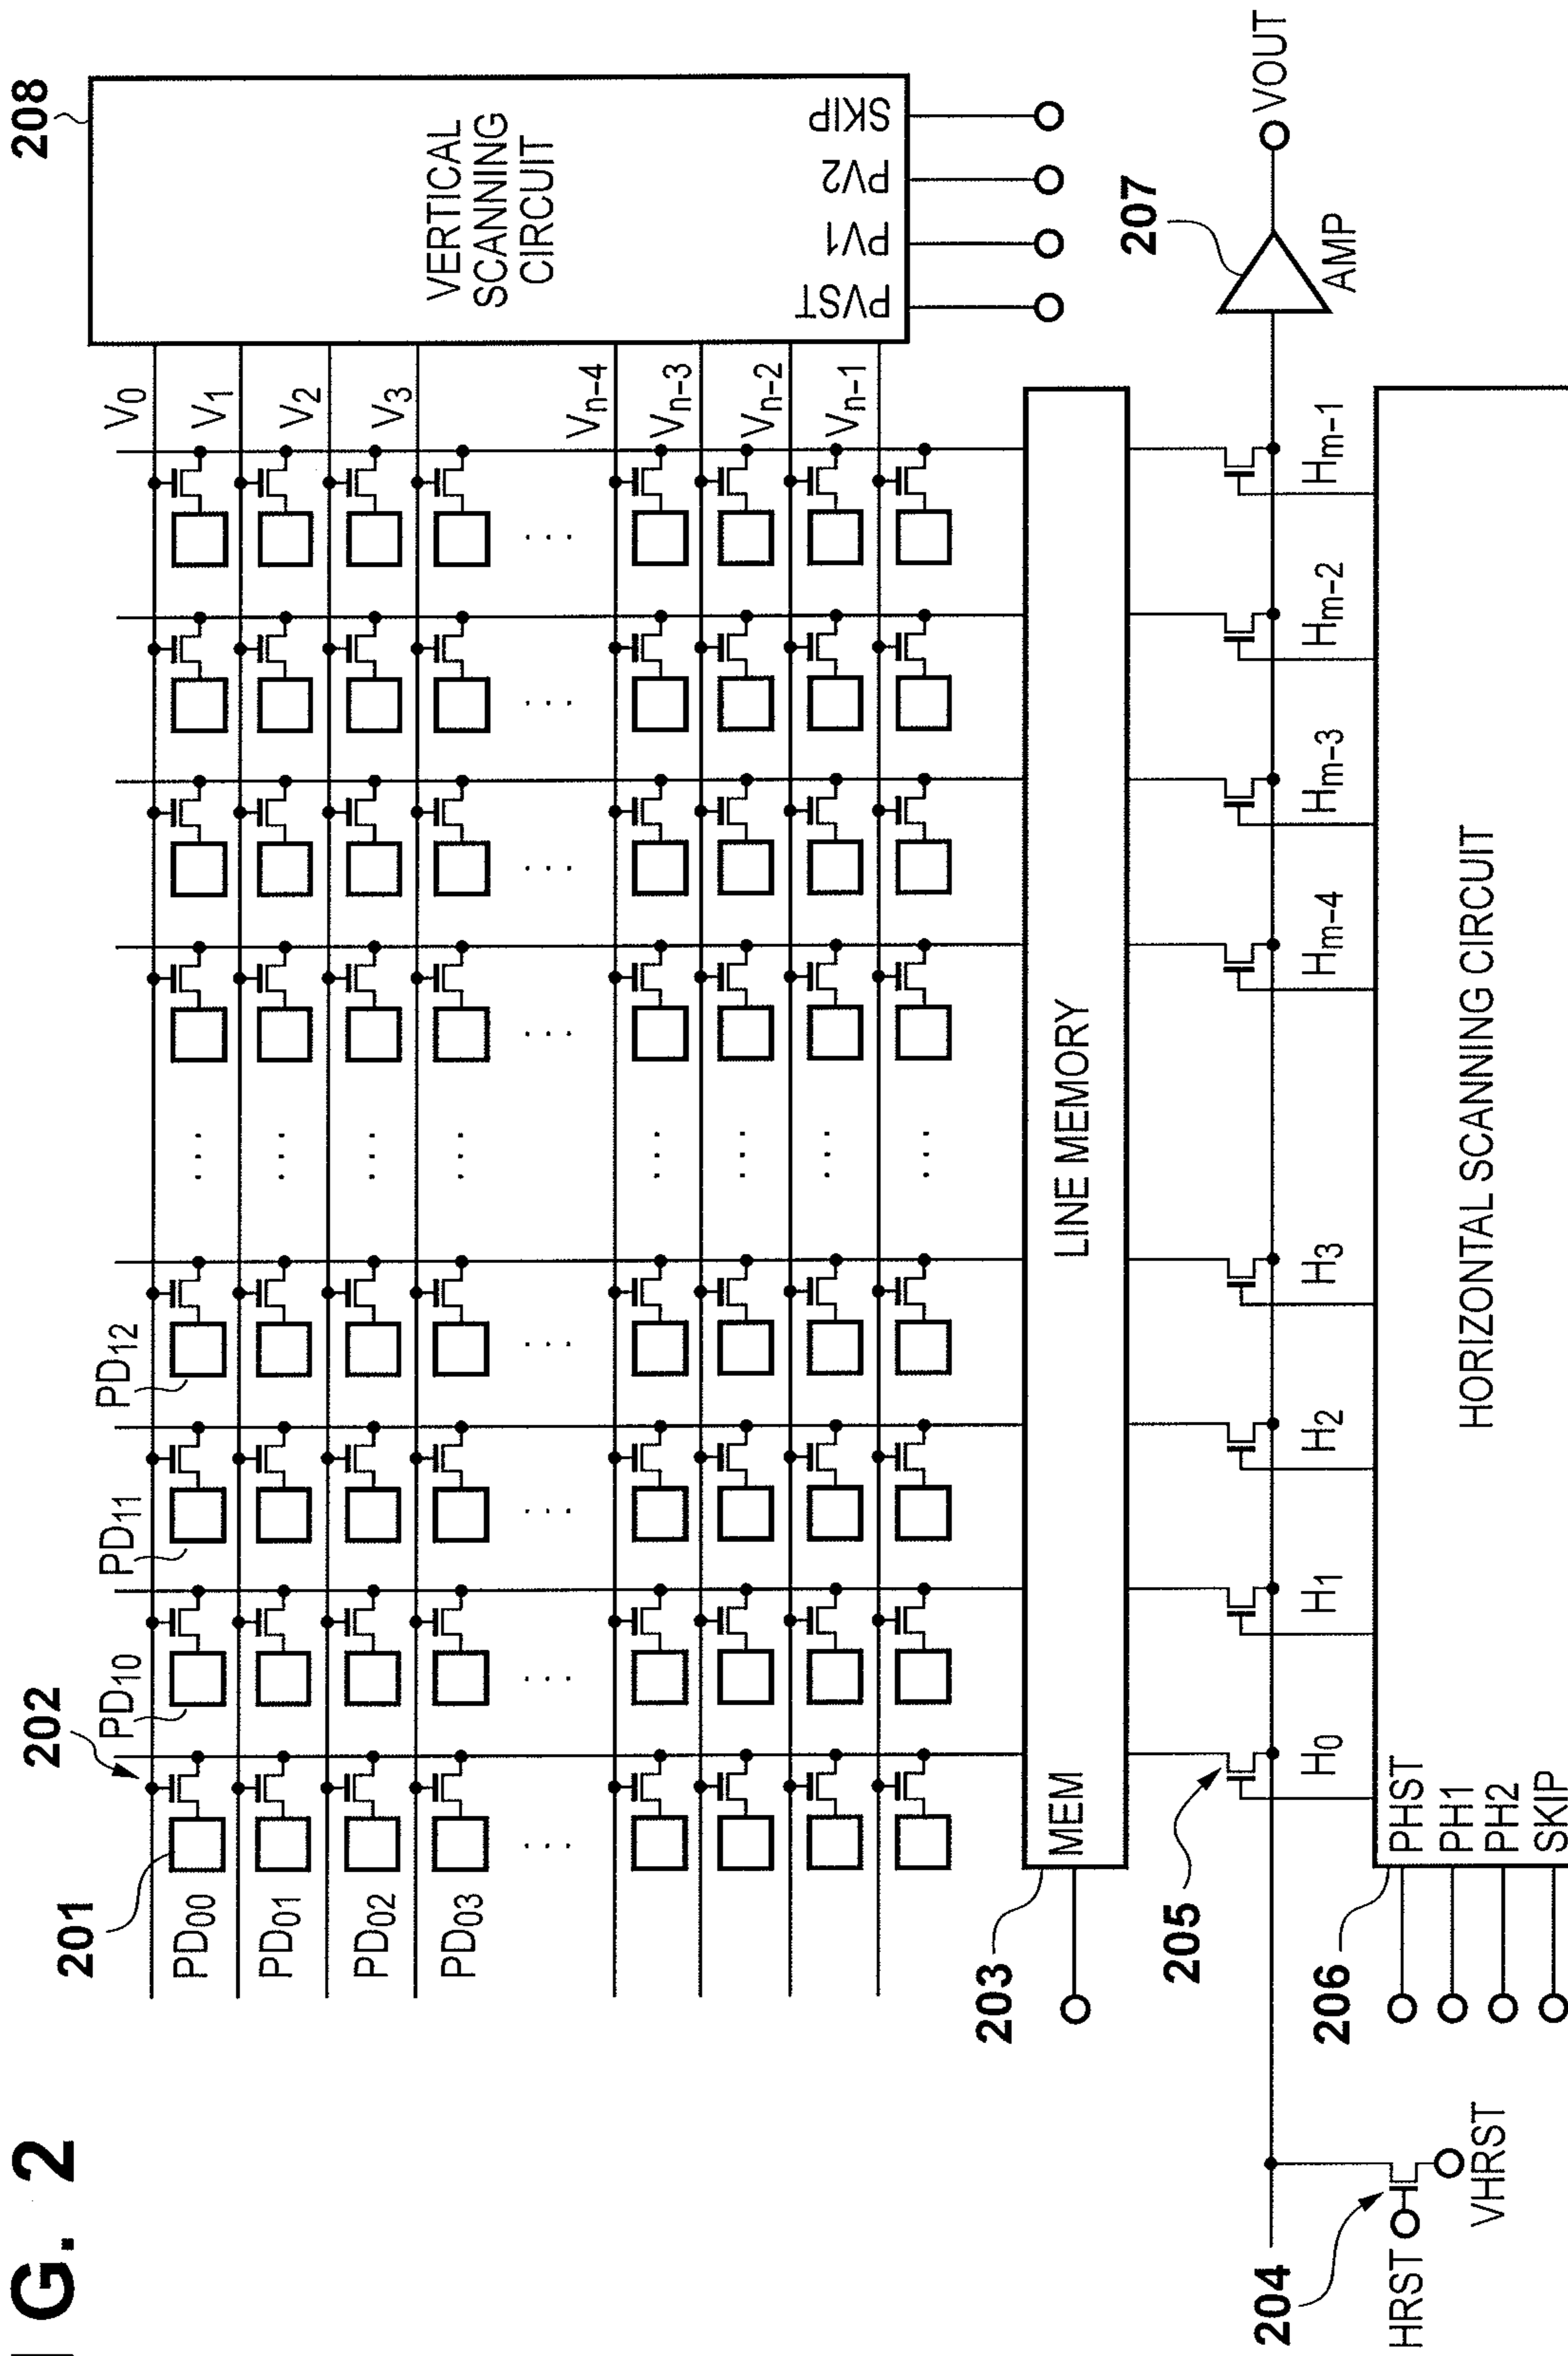 FIG. 2
208
VERTICAL
SCANNING
CIRCUIT
PVST
PV1
PV2
SKIP
V0
V1
V2
V3
Vn-4
Vn-3
Vn-2
Vn-1
202
201
PD10
PD11
PD12
PD00
PD01
PD02
PD03
...
203
MEM
LINE MEMORY
207
AMP
VOUT
205
H0
H1
H2
H3
Hm-4
Hm-3
Hm-2
Hm-1
206
PHST
PH1
PH2
SKIP
HORIZONTAL SCANNING CIRCUIT
204
HRST
VHRST